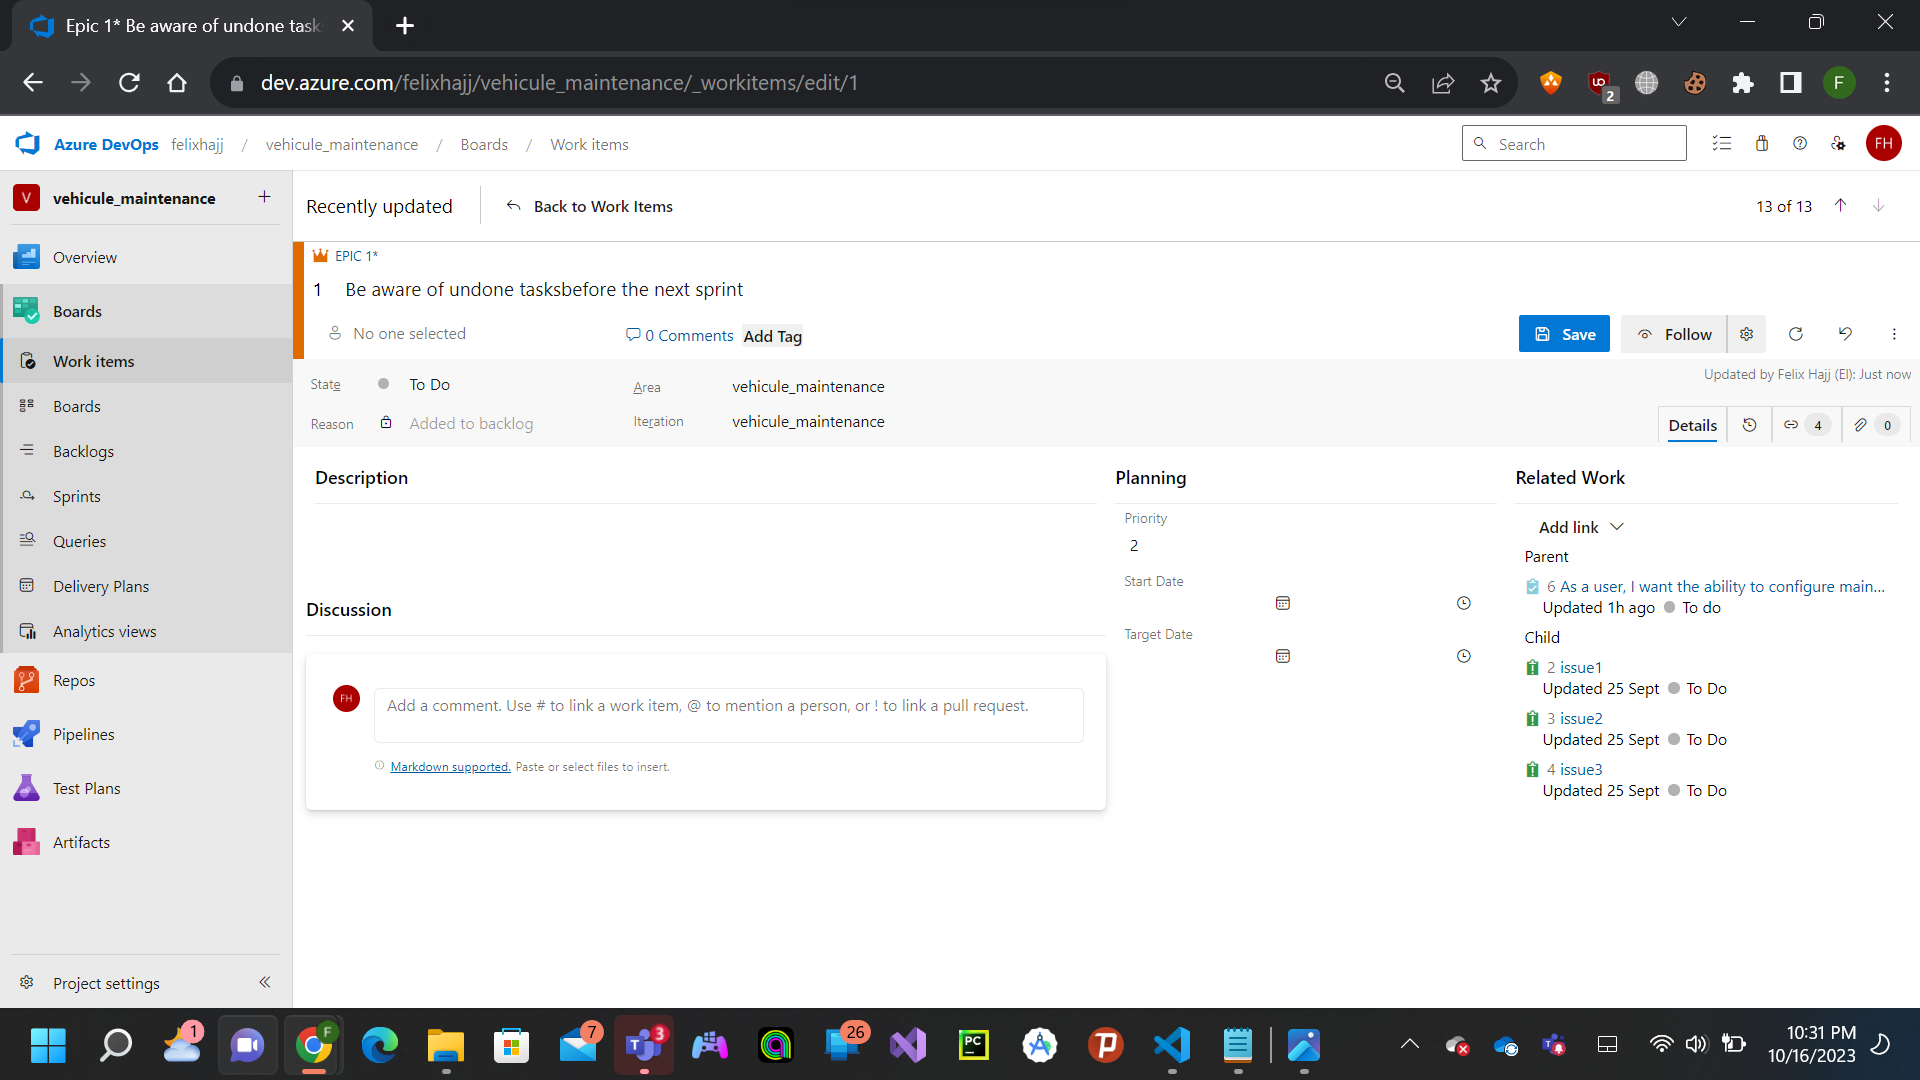 Epic 1* Be aware of undone task
dev.azure.com/felixhajj/vehicule_maintenance/_workitems/edit/1
2
F
Azure DevOps felixhajj / vehicule_maintenance / Boards / Work items
Search
FH
V vehicule_maintenance +
Recently updated
Back to Work Items
13 of 13
Overview
Boards
Work items
Boards
Backlogs
Sprints
Queries
Delivery Plans
Analytics views
Repos
Pipelines
Test Plans
Artifacts
Project settings
EPIC 1*
1 Be aware of undone tasksbefore the next sprint
No one selected
0 Comments Add Tag
Save
Follow
State To Do
Area vehicule_maintenance
Updated by Felix Hajj (EI): Just now
Reason Added to backlog
Iteration vehicule_maintenance
Details
4
0
Description
Discussion
FH
Add a comment. Use # to link a work item, @ to mention a person, or ! to link a pull request.
Markdown supported. Paste or select files to insert.
Planning
Priority
2
Start Date
Target Date
Related Work
Add link
Parent
6 As a user, I want the ability to configure main...
Updated 1h ago To do
Child
2 issue1
Updated 25 Sept To Do
3 issue2
Updated 25 Sept To Do
4 issue3
Updated 25 Sept To Do
1
F
7
3
26
PC
10:31 PM
10/16/2023